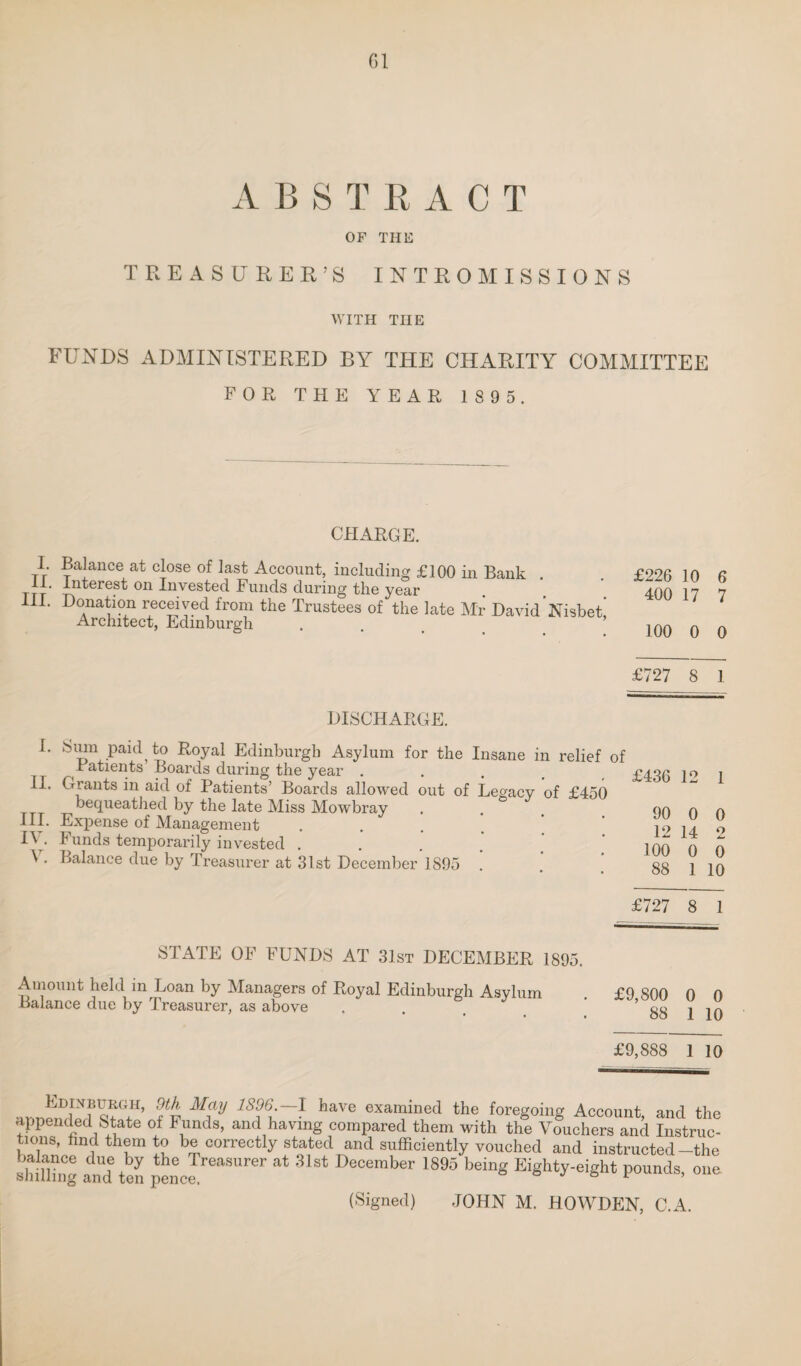 61
ABSTRACT
OF THE
TREASURER'S INTROMISSIONS
WITH THE
FUNDS ADMINISTERED BY THE CHARITY COMMITTEE
FOR THE YEAR 1895.
CHARGE.
I. Balance at close of last Account, including £100 in Bank . . £226 10 6
II. Interest on Invested Funds during the year . . . 400 17 7
III. Donation received from the Trustees of the late Mr David Nisbet,
Architect, Edinburgh . . . . . . 100 0 0
£727 8 1
DISCHARGE.
I. Sum paid to Royal Edinburgh Asylum for the Insane in relief of
Patients' Boards during the year . . . . . £436 12 1
II. Grants in aid of Patients' Boards allowed out of Legacy of £450
bequeathed by the late Miss Mowbray . . . . 90 0 0
III. Expense of Management . . . . . 12 14 2
IV. Funds temporarily invested . . . . . . 100 0 0
V. Balance due by Treasurer at 31st December 1895 . . . 88 1 10
£727 8 1
STATE OF FUNDS AT 31ST DECEMBER 1895.
Amount held in Loan by Managers of Royal Edinburgh Asylum . £9,800 0 0
Balance due by Treasurer, as above . . . . . 88 1 10
£9,888 1 10
EDINBURGH, 9th May 1896.—I have examined the foregoing Account, and the
appended State of Funds, and having compared them with the Vouchers and Instruc-
tions, find them to be correctly stated and sufficiently vouched and instructed—the
balance due by the Treasurer at 31st December 1895 being Eighty-eight pounds, one
shilling and ten pence.
(Signed) JOHN M. HOWDEN, C.A.